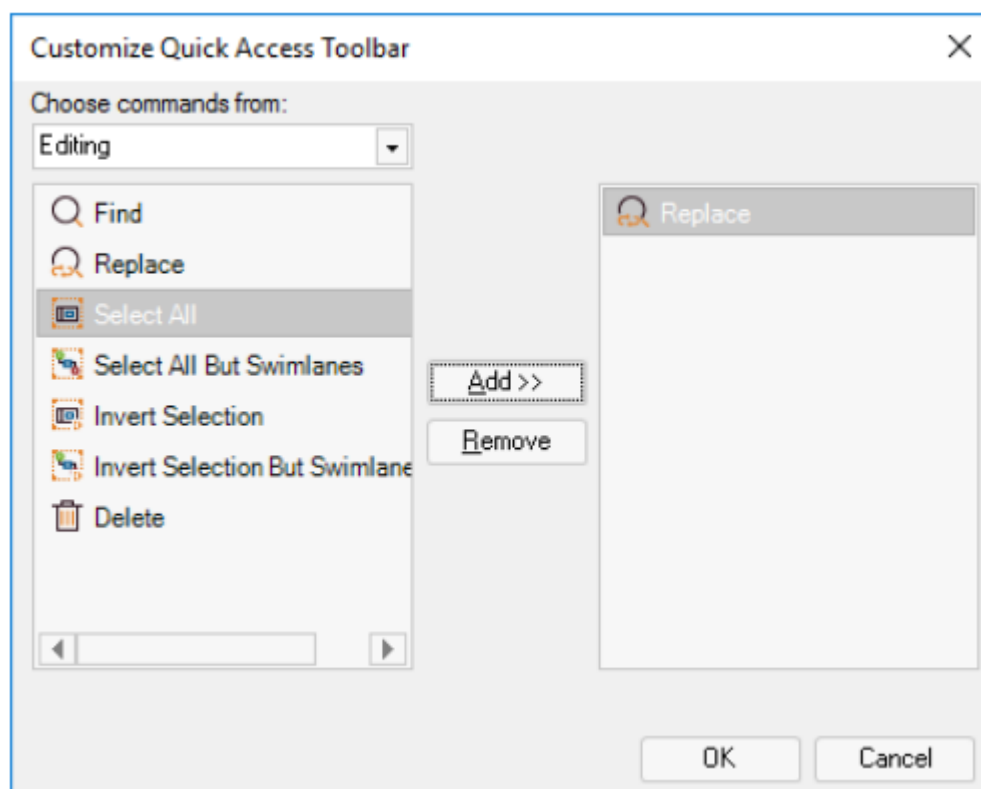 Customize Quick Access Toolbar
Choose commands from:
Editing
Find
Replace
Select All
Select All But Swimlanes
Invert Selection
Invert Selection But Swimlane
Delete
Add >>
Remove
Replace
OK
Cancel